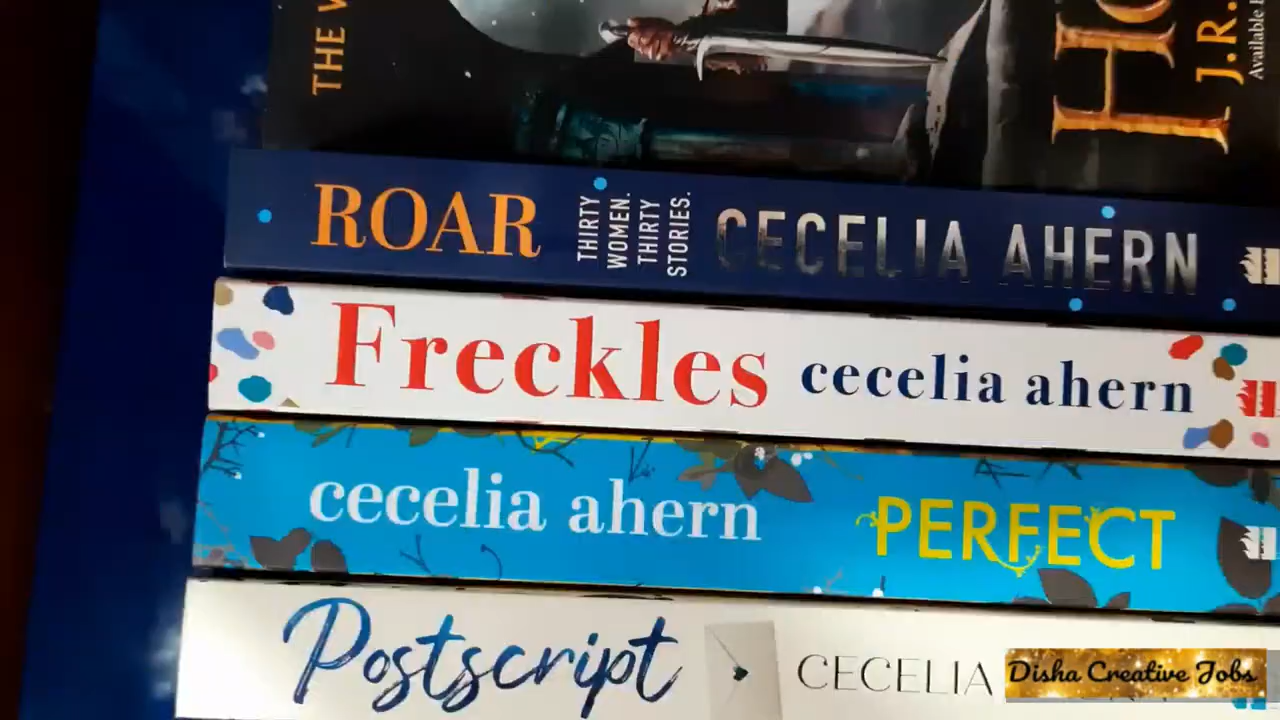 THE
HO
J.R.
Available
ROAR
THIRTY
WOMEN.
THIRTY
STORIES.
CECELIA AHERN
Freckles cecelia ahern
cecelia ahern PERFECT
Postscript CECELIA
Disha Creative Jobs